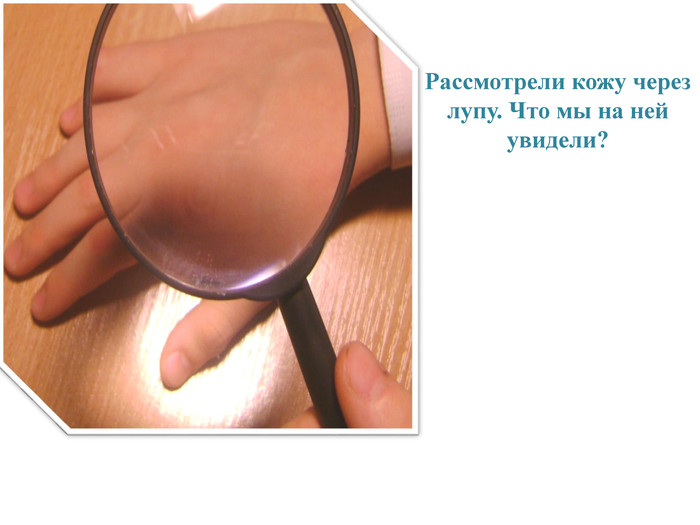 Рассмотрели кожу через
лупу. Что мы на ней
увидели?